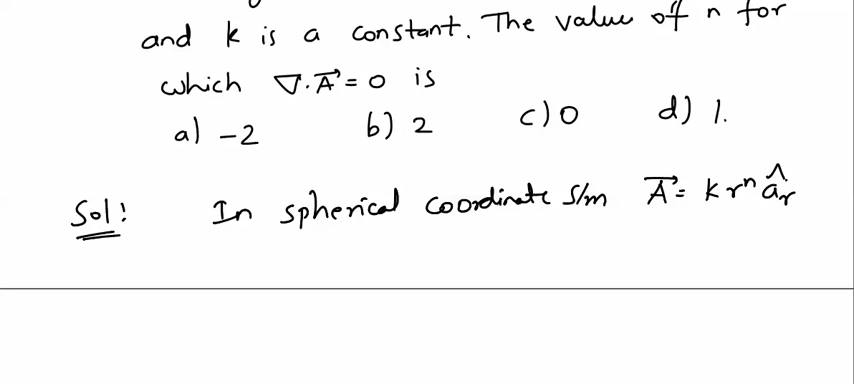 and k is a constant. The value of n for
which ∇·A⃗ = 0 is
a) -2 b) 2 c) 0 d) 1.
Sol: In spherical coordinate s/m A⃗ = k rⁿ âᵣ